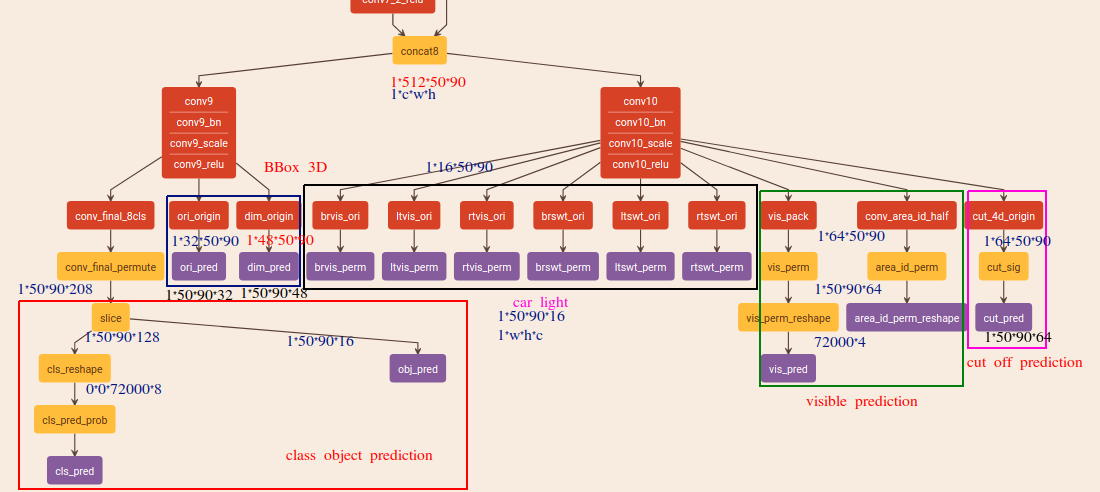 conv7_2_relu
concat8
1*512*50*90
1*c*w*h
conv9
conv9_bn
conv9_scale
conv9_relu
conv10
conv10_bn
conv10_scale
conv10_relu
BBox 3D
1*16*50*90
conv_final_8cls
ori_origin
dim_origin
brvis_ori
ltvis_ori
rtvis_ori
brswt_ori
ltswt_ori
rtswt_ori
vis_pack
conv_area_id_half
cut_4d_origin
1*32*50*90
1*48*50*90
1*64*50*90
1*64*50*90
conv_final_permute
ori_pred
dim_pred
brvis_perm
ltvis_perm
rtvis_perm
brswt_perm
ltswt_perm
rtswt_perm
vis_perm
area_id_perm
cut_sig
1*50*90*208
1*50*90*32
1*50*90*48
1*50*90*64
car light
1*50*90*16
1*w*h*c
slice
vis_perm_reshape
area_id_perm_reshape
cut_pred
1*50*90*128
1*50*90*16
72000*4
1*50*90*64
cls_reshape
obj_pred
vis_pred
cut off prediction
0*0*72000*8
visible prediction
cls_pred_prob
class object prediction
cls_pred